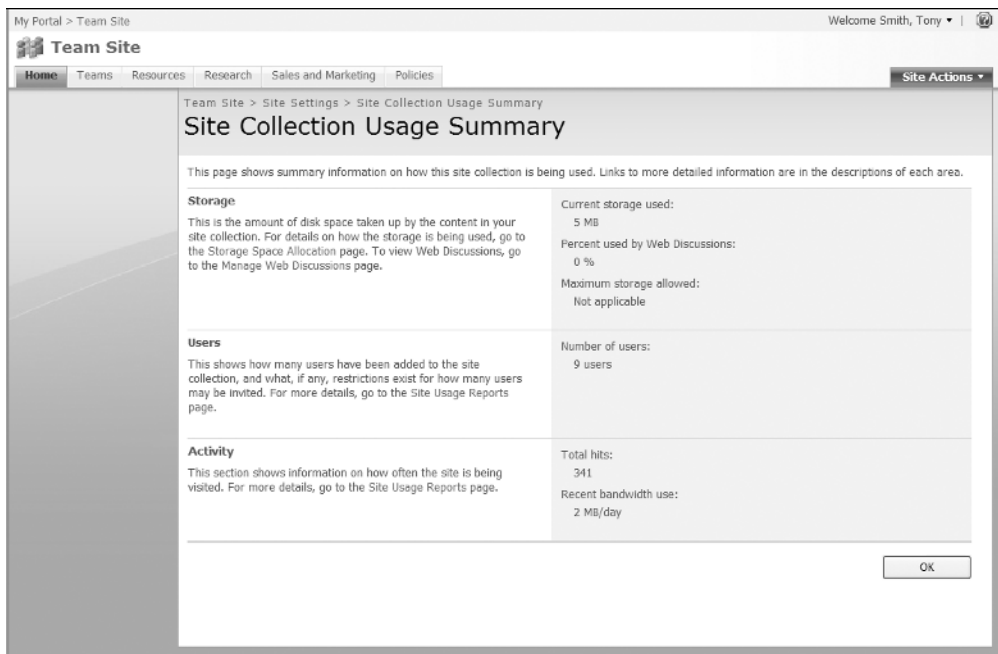 My Portal > Team Site
Welcome Smith, Tony
Team Site
Home Teams Resources Research Sales and Marketing Policies
Site Actions
Team Site > Site Settings > Site Collection Usage Summary
Site Collection Usage Summary
This page shows summary information on how this site collection is being used. Links to more detailed information are in the descriptions of each area.
Storage
This is the amount of disk space taken up by the content in your
site collection. For details on how the storage is being used, go to
the Storage Space Allocation page. To view Web Discussions, go
to the Manage Web Discussions page.
Current storage used:
5 MB
Percent used by Web Discussions:
0 %
Maximum storage allowed:
Not applicable
Users
This shows how many users have been added to the site
collection, and what, if any, restrictions exist for how many users
may be invited. For more details, go to the Site Usage Reports
page.
Number of users:
9 users
Activity
This section shows information on how often the site is being
visited. For more details, go to the Site Usage Reports page.
Total hits:
341
Recent bandwidth use:
2 MB/day
OK